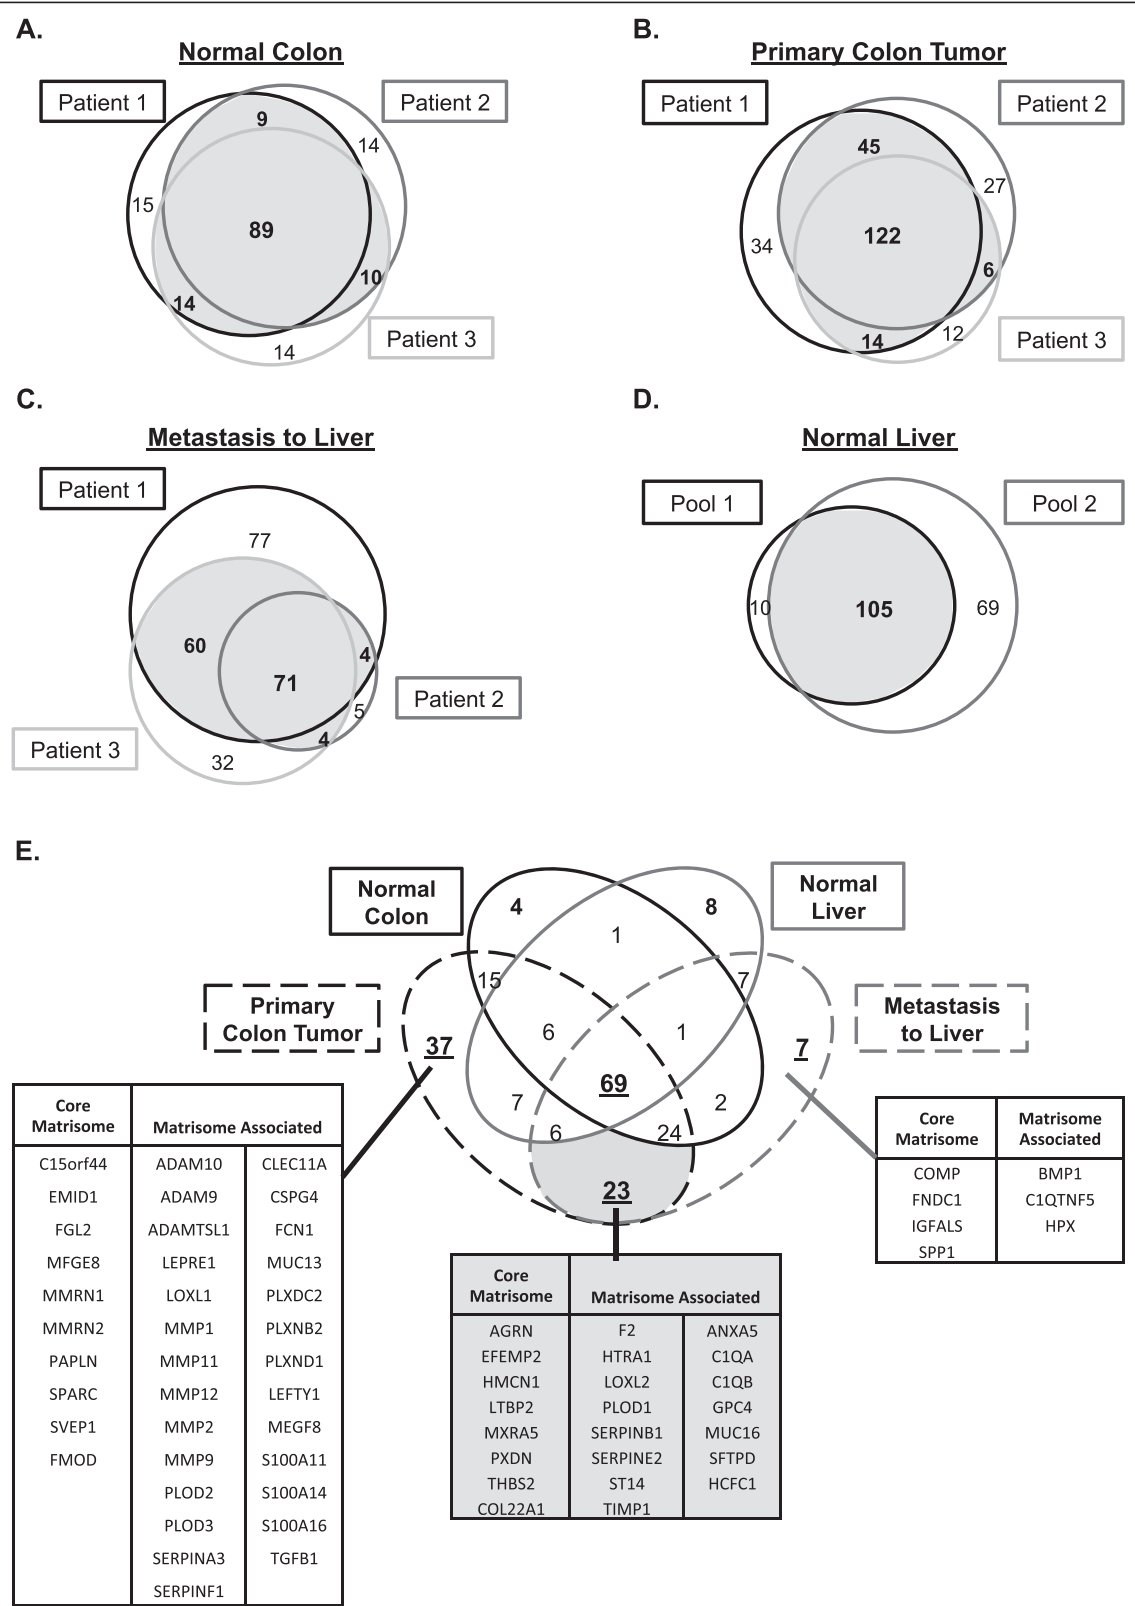 A.
Normal Colon
Patient 1
Patient 2
9
14
15
89
10
14
14
Patient 3
B.
Primary Colon Tumor
Patient 1
Patient 2
45
27
34
122
6
14
12
Patient 3
C.
Metastasis to Liver
Patient 1
77
60
4
71
5
4
32
Patient 2
Patient 3
D.
Normal Liver
Pool 1
Pool 2
10
105
69
E.
Normal
Colon
Normal
Liver
Primary
Colon Tumor
Metastasis
to Liver
4
8
1
15
7
6
1
37
7
69
7
2
6
24
23
Core
Matrisome
Matrisome Associated
C15orf44 ADAM10 CLEC11A
EMID1 ADAM9 CSPG4
FGL2 ADAMTSL1 FCN1
MFGE8 LEPRE1 MUC13
MMRN1 LOXL1 PLXDC2
MMRN2 MMP1 PLXNB2
PAPLN MMP11 PLXND1
SPARC MMP12 LEFTY1
SVEP1 MMP2 MEGF8
FMOD MMP9 S100A11
PLOD2 S100A14
PLOD3 S100A16
SERPINA3 TGFB1
SERPINF1
Core
Matrisome
Matrisome Associated
AGRN F2 ANXA5
EFEMP2 HTRA1 C1QA
HMCN1 LOXL2 C1QB
LTBP2 PLOD1 GPC4
MXRA5 SERPINB1 MUC16
PXDN SERPINE2 SFTPD
THBS2 ST14 HCFC1
COL22A1 TIMP1
Core
Matrisome
Matrisome
Associated
COMP BMP1
FNDC1 C1QTNF5
IGFALS HPX
SPP1